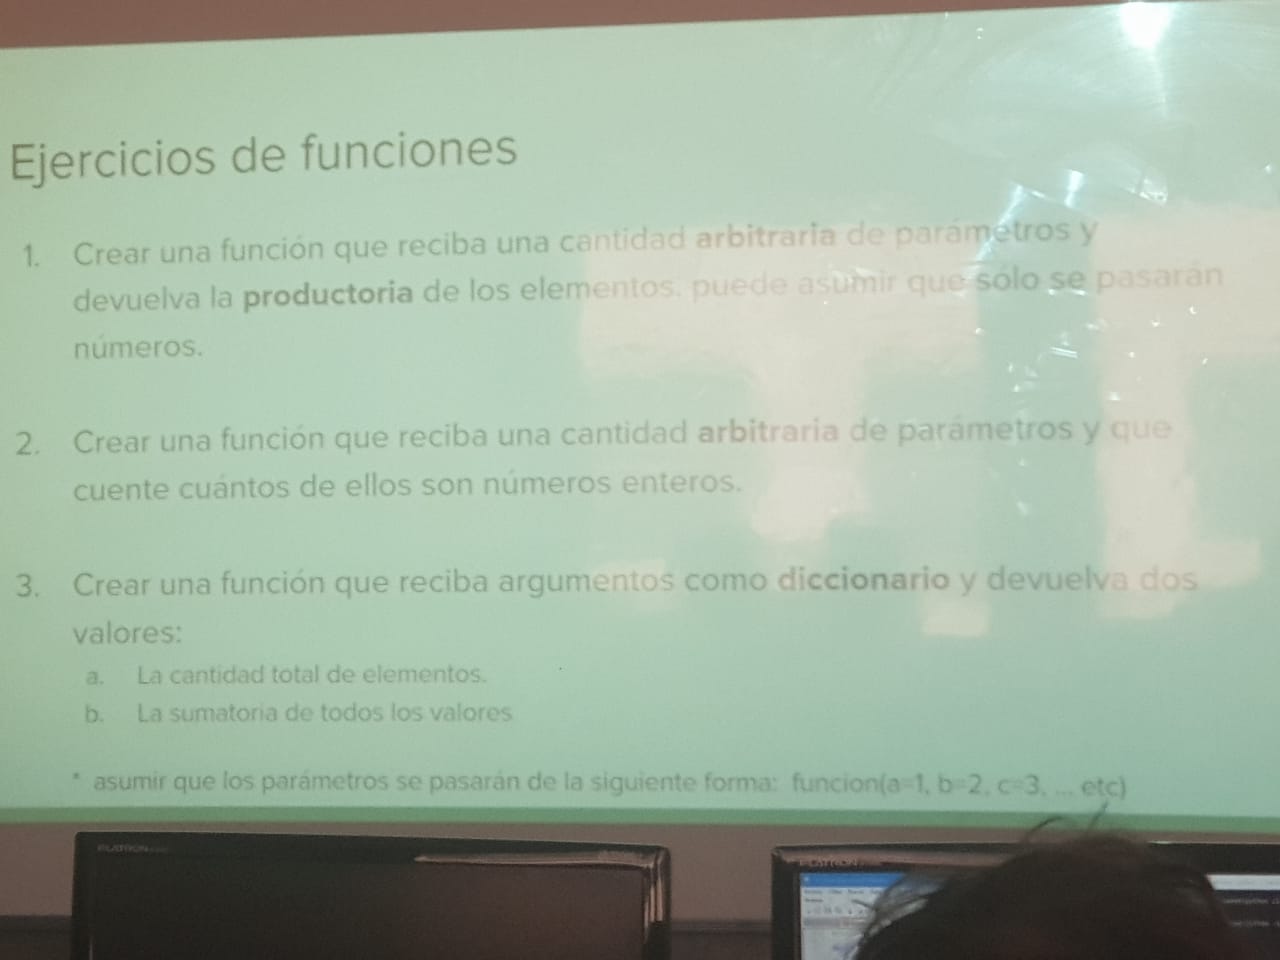 Ejercicios de funciones
1. Crear una función que reciba una cantidad arbitraria de parámetros y
devuelva la productoria de los elementos. puede asumir que sólo se pasarán
números.
2. Crear una función que reciba una cantidad arbitraria de parámetros y que
cuente cuántos de ellos son números enteros.
3. Crear una función que reciba argumentos como diccionario y devuelva dos
valores:
a. La cantidad total de elementos.
b. La sumatoria de todos los valores
* asumir que los parámetros se pasarán de la siguiente forma: funcion(a=1, b=2, c=3, ... etc)